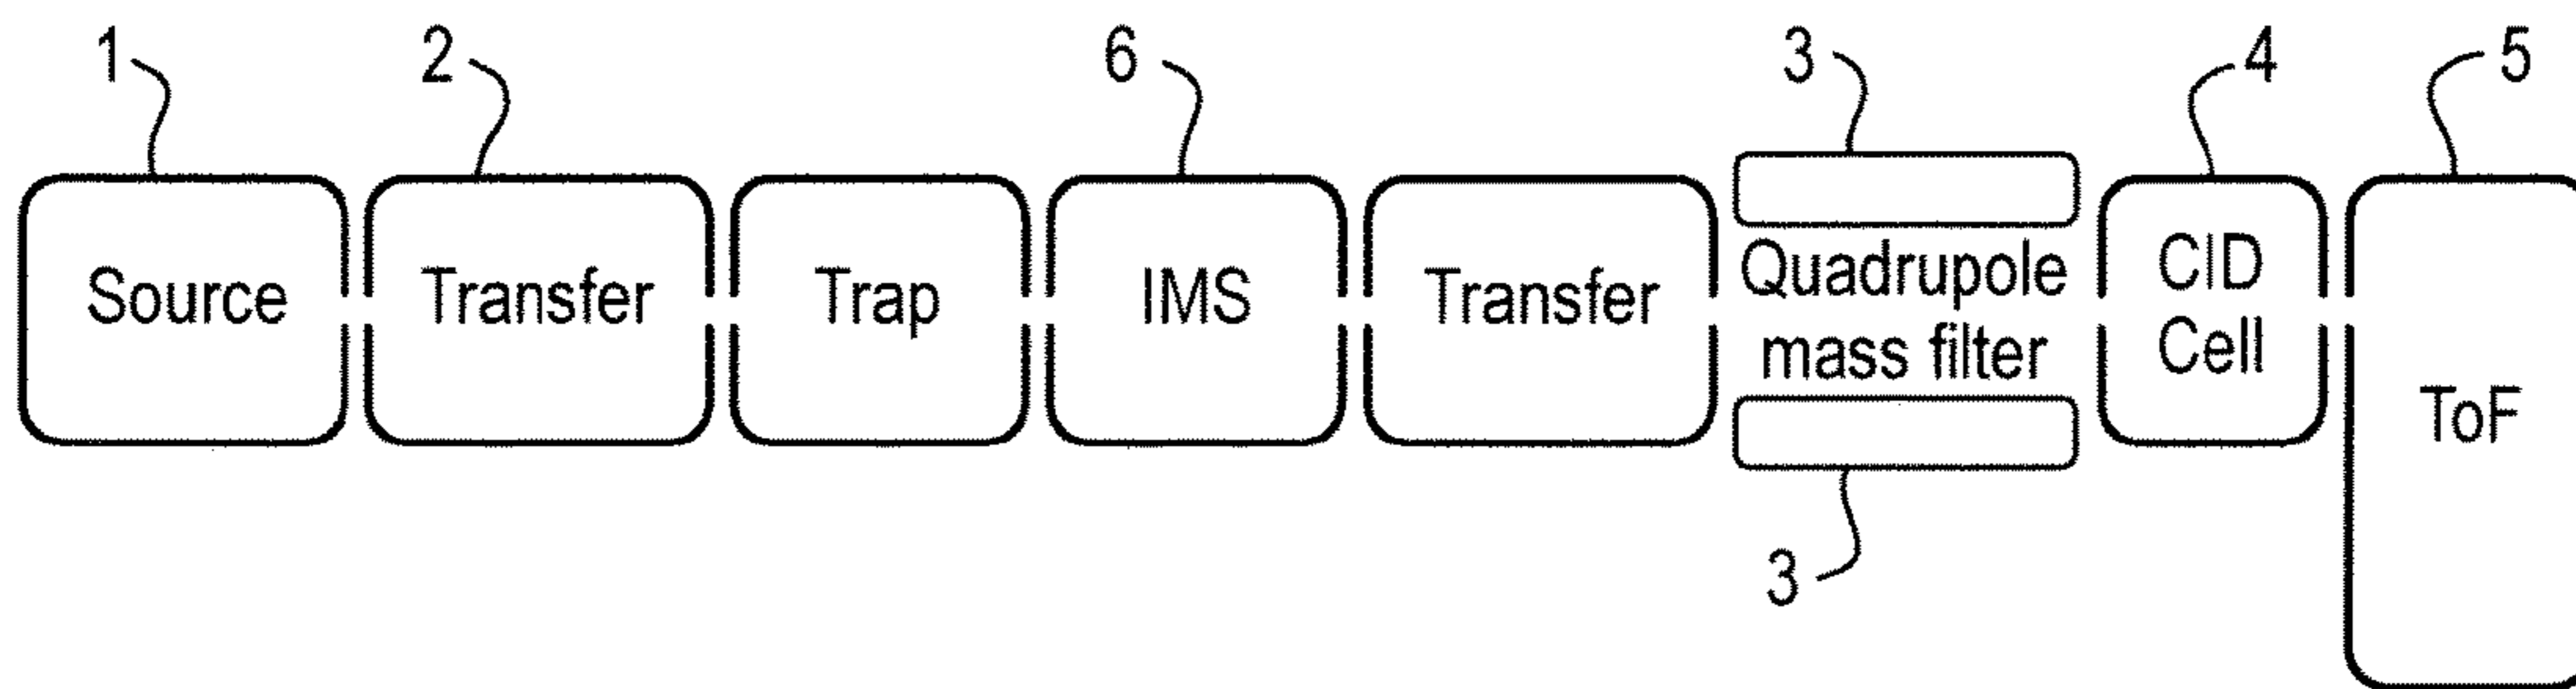 1
2
6
3
4
5
Source
Transfer
Trap
IMS
Transfer
Quadrupole
mass filter
CID
Cell
ToF
3